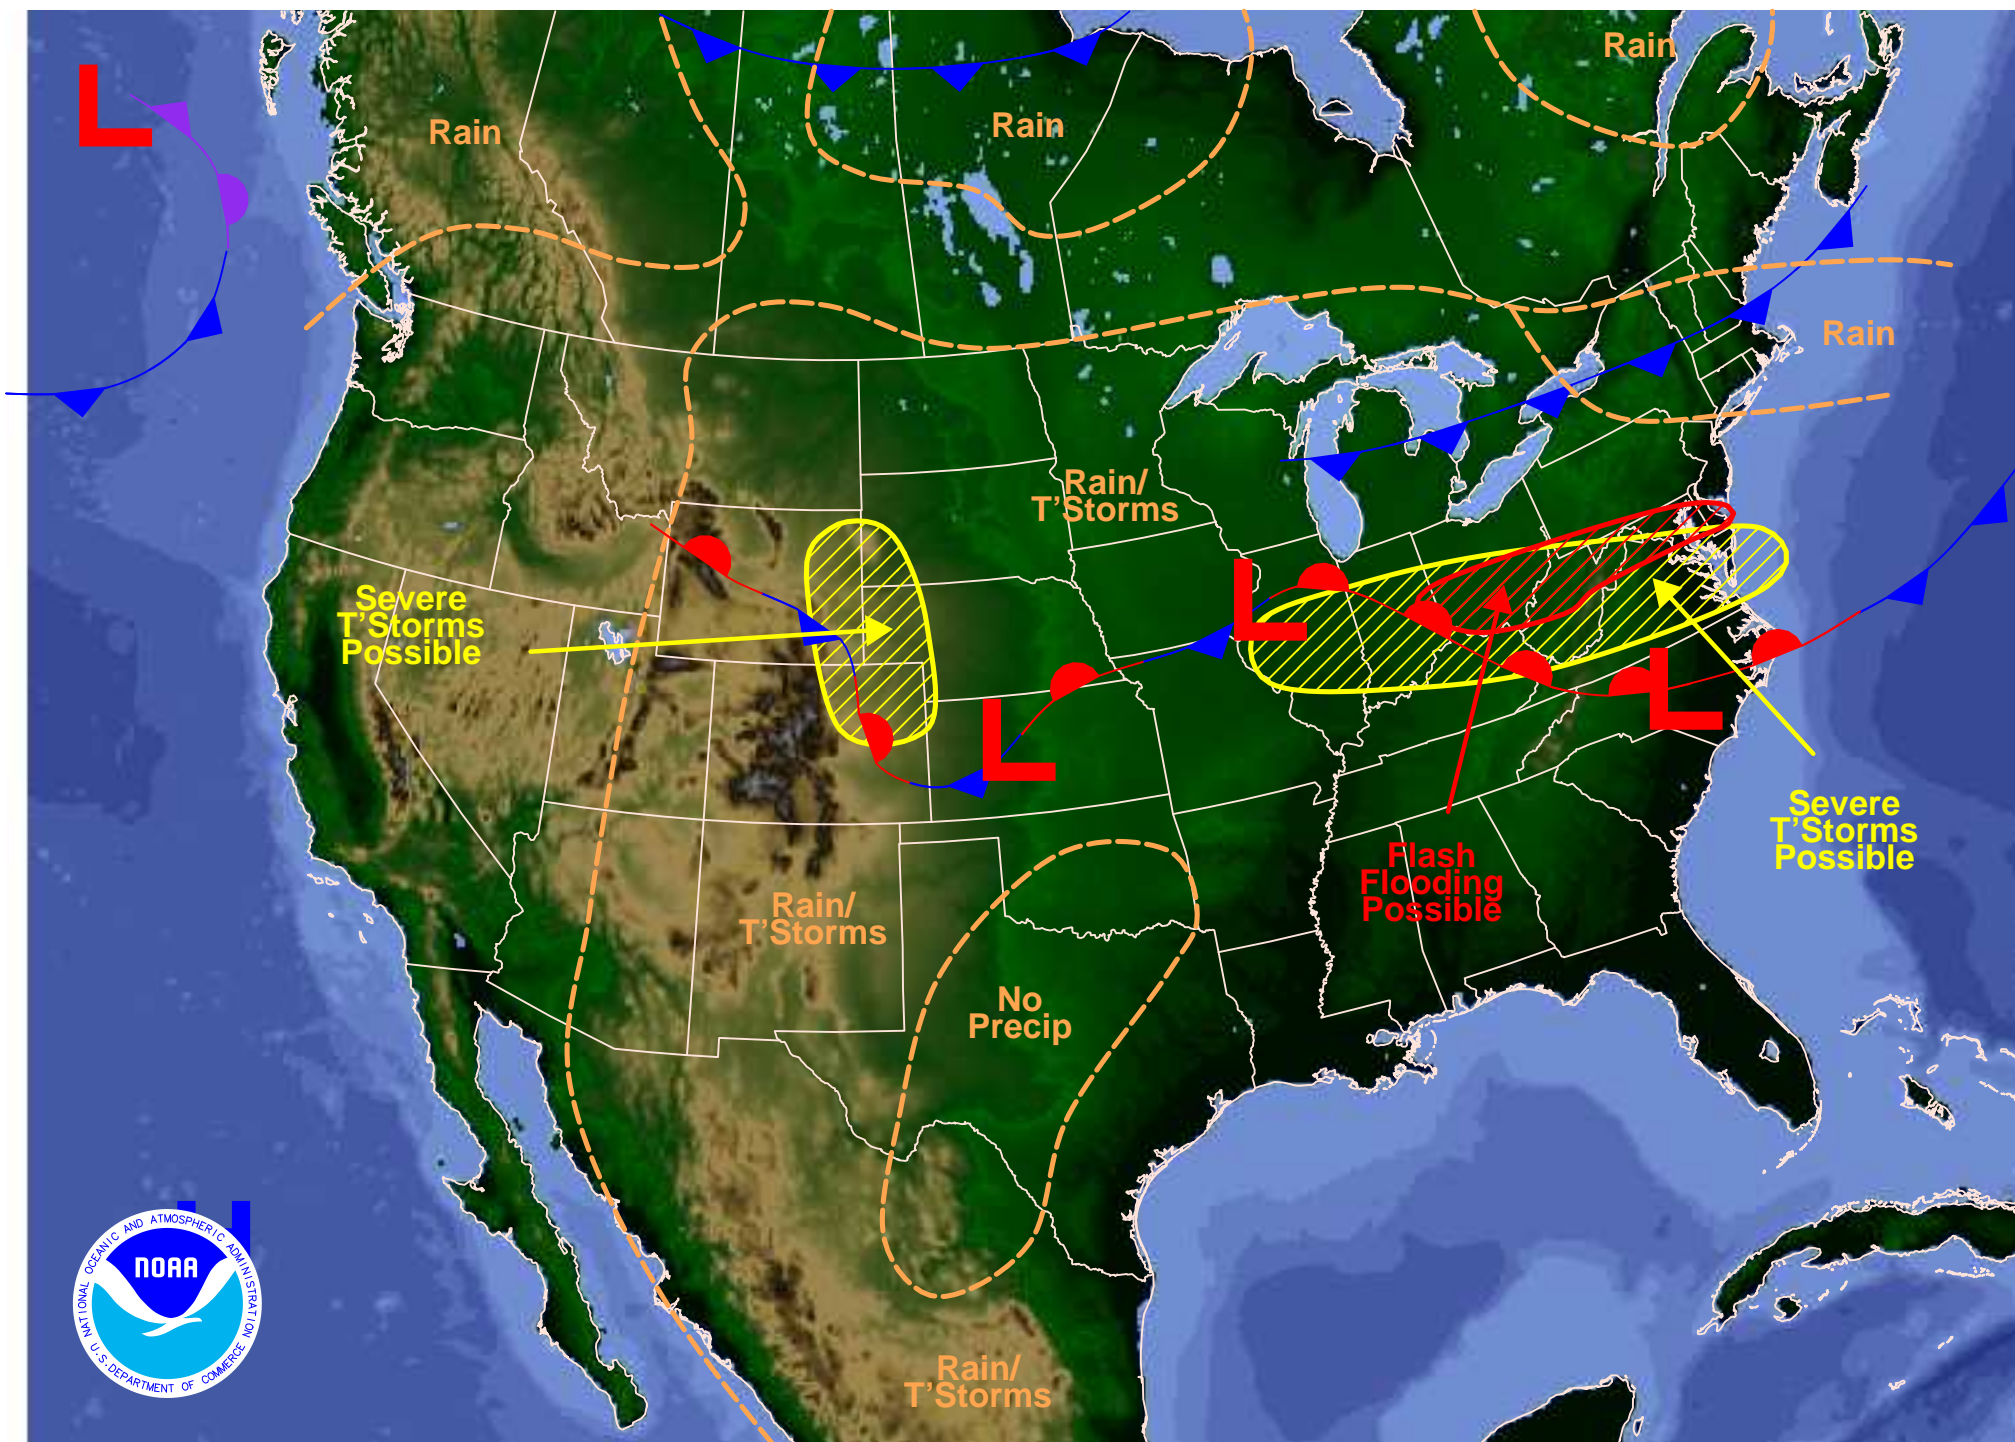 L
Rain
Rain
Rain
Rain
Rain/
T'Storms
Severe
T'Storms
Possible
L
L
L
Severe
T'Storms
Possible
Flash
Flooding
Possible
Rain/
T'Storms
No
Precip
H
NATIONAL OCEANIC AND ATMOSPHERIC ADMINISTRATION
NOAA
U.S. DEPARTMENT OF COMMERCE
Rain/
T'Storms